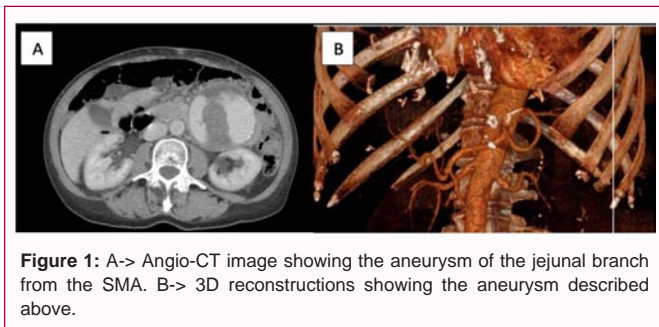 A
B
Figure 1: A-> Angio-CT image showing the aneurysm of the jejunal branch
from the SMA. B-> 3D reconstructions showing the aneurysm described
above.